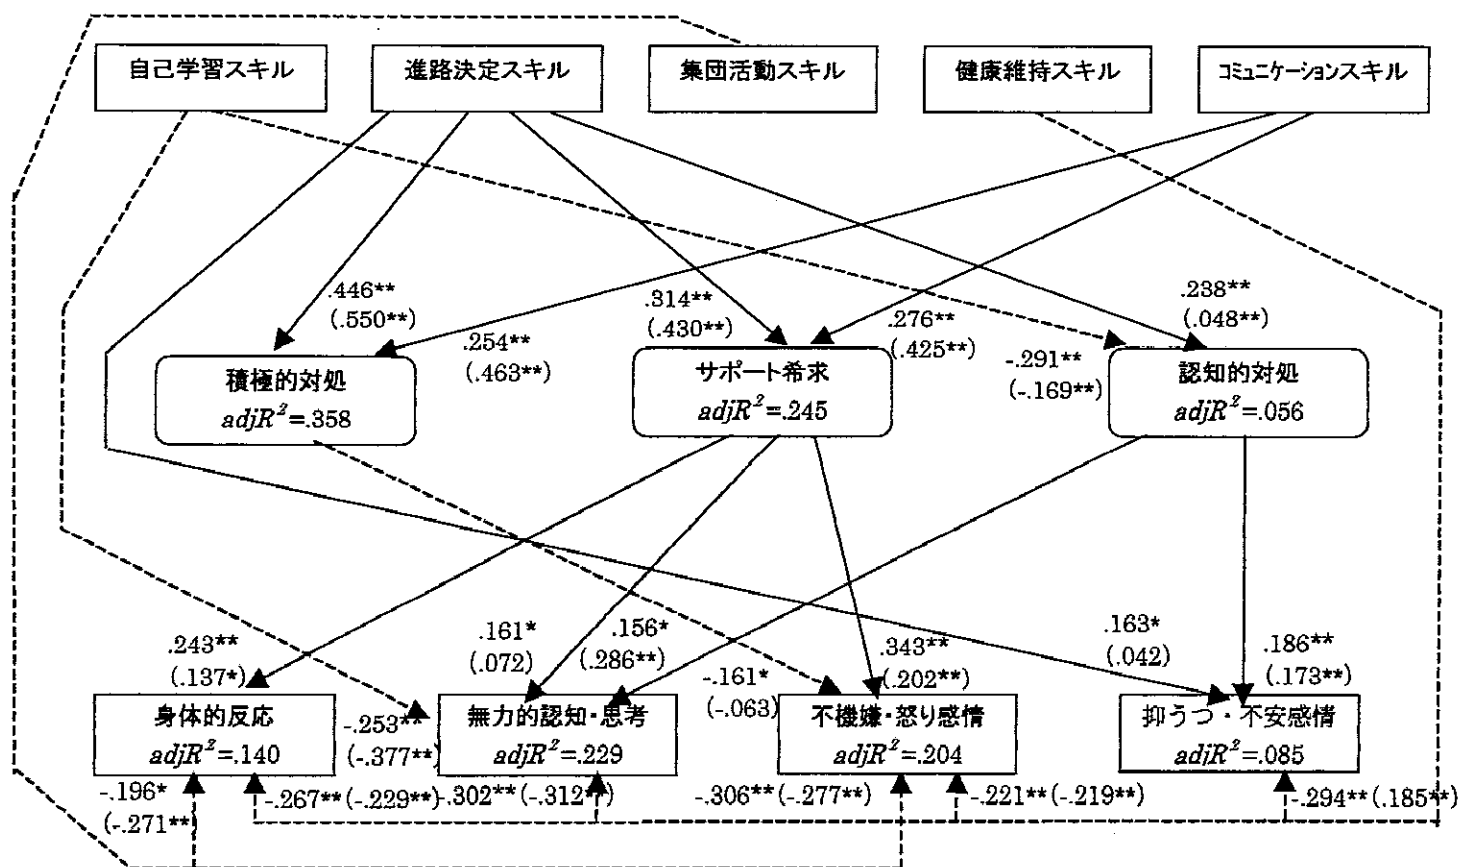 自己学習スキル
進路決定スキル
集団活動スキル
健康維持スキル
コミュニケーションスキル
.446**
(.550**)
.254**
(.463**)
.314**
(.430**)
.276**
(.425**)
-.291**
(-.169**)
.238**
(.048**)
積極的対処
adjR²=.358
サポート希求
adjR²=.245
認知的対処
adjR²=.056
.243**
(.137*)
-.253**
(-.377**)
.161*
(.072)
.156*
(.286**)
-.161*
(-.063)
.343**
(.202**)
.163*
(.042)
.186**
(.173**)
身体的反応
adjR²=.140
無力的認知・思考
adjR²=.229
不機嫌・怒り感情
adjR²=.204
抑うつ・不安感情
adjR²=.085
-.196*
(-.271**)
-.267**(-.229**)
-.302**(-.312**)
-.306**(-.277**)
-.221**(-.219**)
-.294**(.185**)